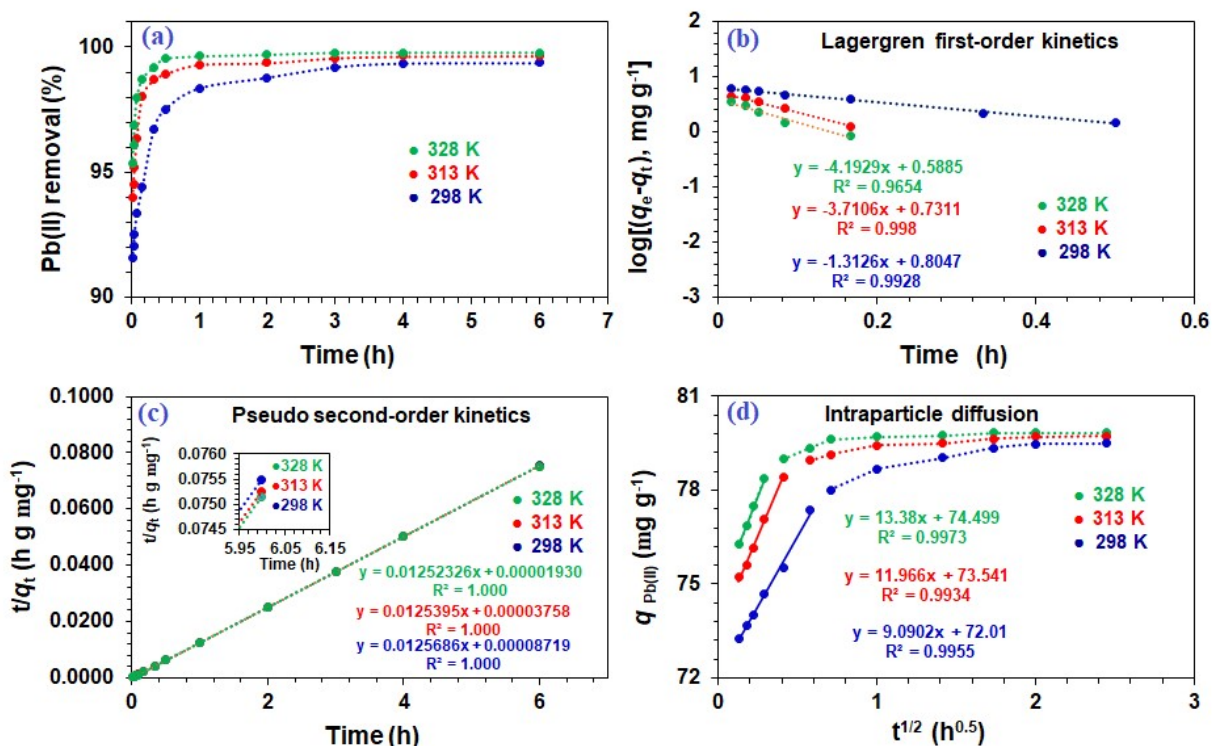 (a)
Pb(II) removal (%)
100
95
90
328 K
313 K
298 K
0 1 2 3 4 5 6 7
Time (h)
(b)
Lagergren first-order kinetics
log[(qe-qt), mg g-1]
2
1
0
-1
-2
-3
y = -4.1929x + 0.5885
R² = 0.9654
y = -3.7106x + 0.7311
R² = 0.998
y = -1.3126x + 0.8047
R² = 0.9928
328 K
313 K
298 K
0 0.2 0.4 0.6
Time (h)
(c)
Pseudo second-order kinetics
t/qt (h g mg-1)
0.1000
0.0800
0.0600
0.0400
0.0200
0.0000
t/qt (h g mg-1)
0.0760
0.0755
0.0750
0.0745
328 K
313 K
298 K
5.95 6.05 6.15
Time (h)
328 K
313 K
298 K
y = 0.01252326x + 0.00001930
R² = 1.000
y = 0.0125395x + 0.00003758
R² = 1.000
y = 0.0125686x + 0.00008719
R² = 1.000
0 2 4 6
Time (h)
(d)
Intraparticle diffusion
q Pb(II) (mg g-1)
81
78
75
72
328 K
313 K
298 K
y = 13.38x + 74.499
R² = 0.9973
y = 11.966x + 73.541
R² = 0.9934
y = 9.0902x + 72.01
R² = 0.9955
0 1 2 3
t1/2 (h0.5)